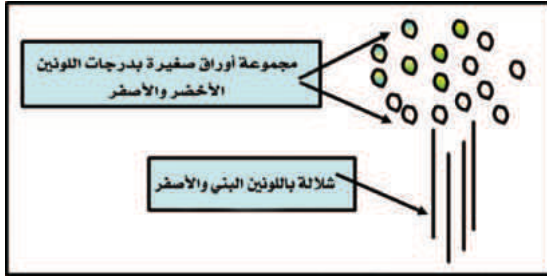 مجموعة أوراق صغيرة بدرجات اللونين
الأخضر والأصفر
شلالة باللونين البني والأصفر